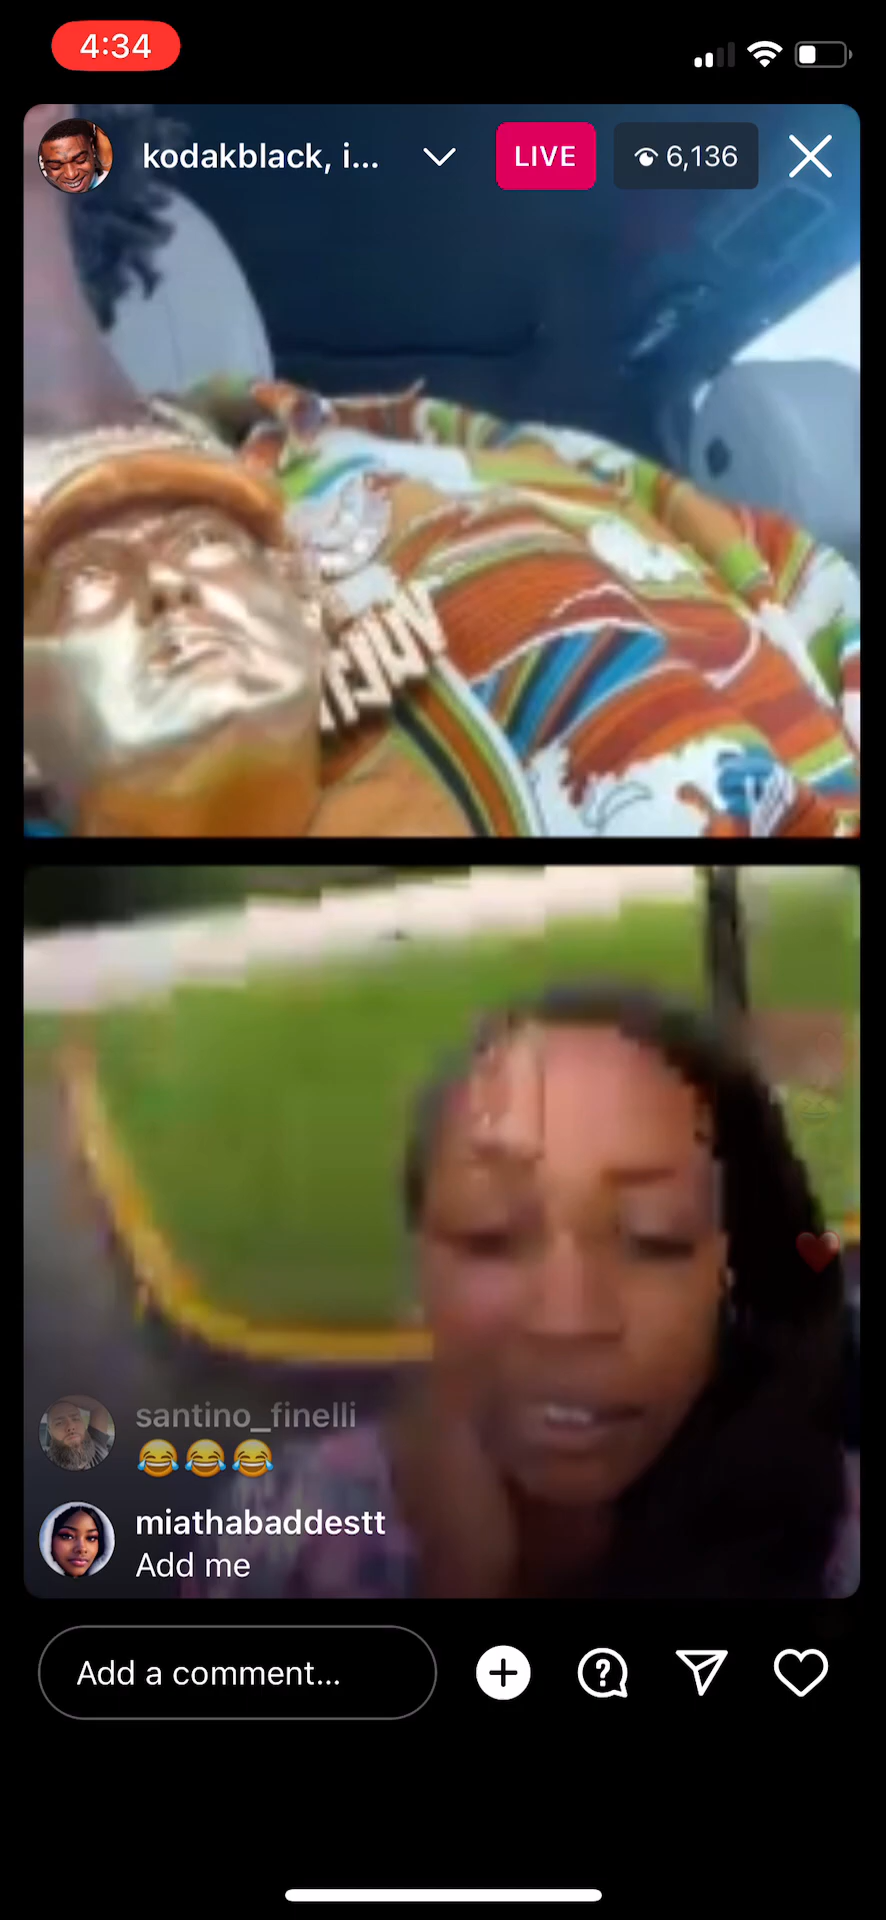 4:34
kodakblack, i...
LIVE
6,136
santino_finelli
😂😂😂
miathabaddestt
Add me
Add a comment...